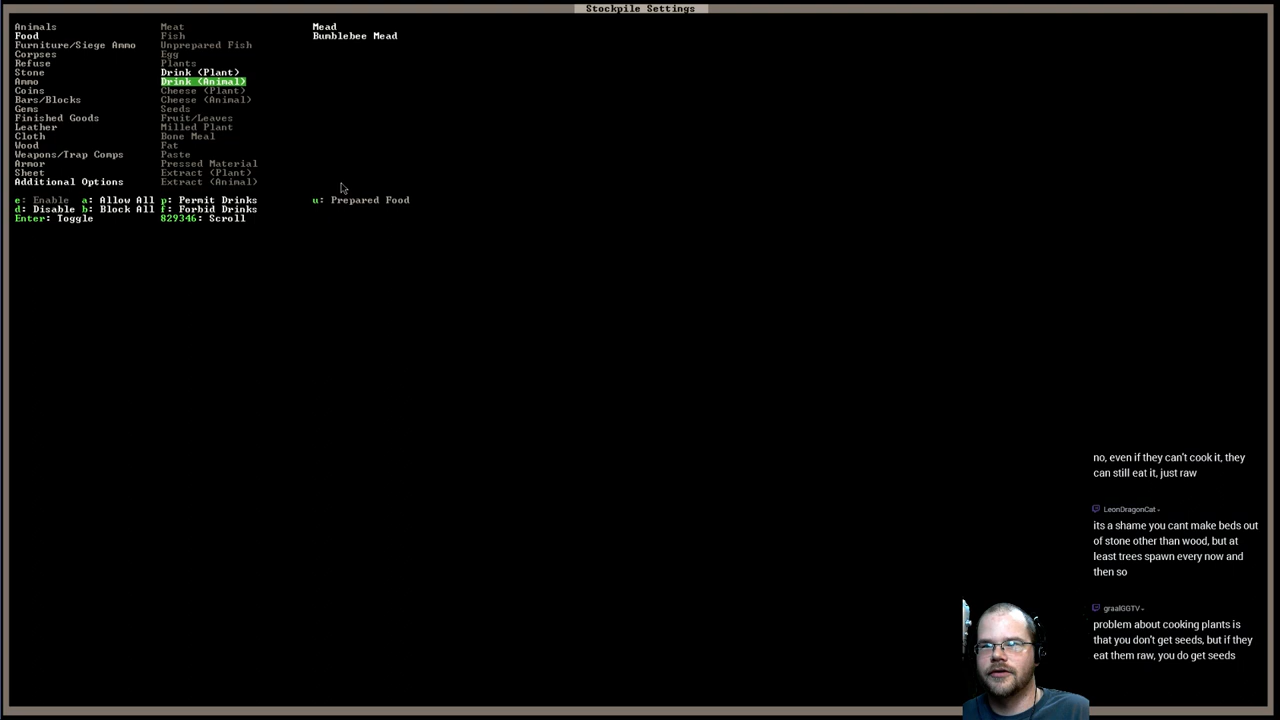 Stockpile Settings
Animals
Food
Furniture/Siege Ammo
Corpses
Refuse
Stone
Ammo
Coins
Bars/Blocks
Gems
Finished Goods
Leather
Cloth
Wood
Weapons/Trap Comps
Armor
Sheet
Additional Options
Meat
Fish
Unprepared Fish
Egg
Plants
Drink (Plant)
Drink (Animal)
Cheese (Plant)
Cheese (Animal)
Seeds
Fruit/Leaves
Milled Plant
Bone Meal
Fat
Paste
Pressed Material
Extract (Plant)
Extract (Animal)
Mead
Bumblebee Mead
e: Enable a: Allow All p: Permit Drinks u: Prepared Food
d: Disable b: Block All f: Forbid Drinks
Enter: Toggle 829346: Scroll
no, even if they can't cook it, they
can still eat it, just raw
LeonDragonCat
its a shame you cant make beds out
of stone other than wood, but at
least trees spawn every now and
then so
graalGGTV
problem about cooking plants is
that you don't get seeds, but if they
eat them raw, you do get seeds